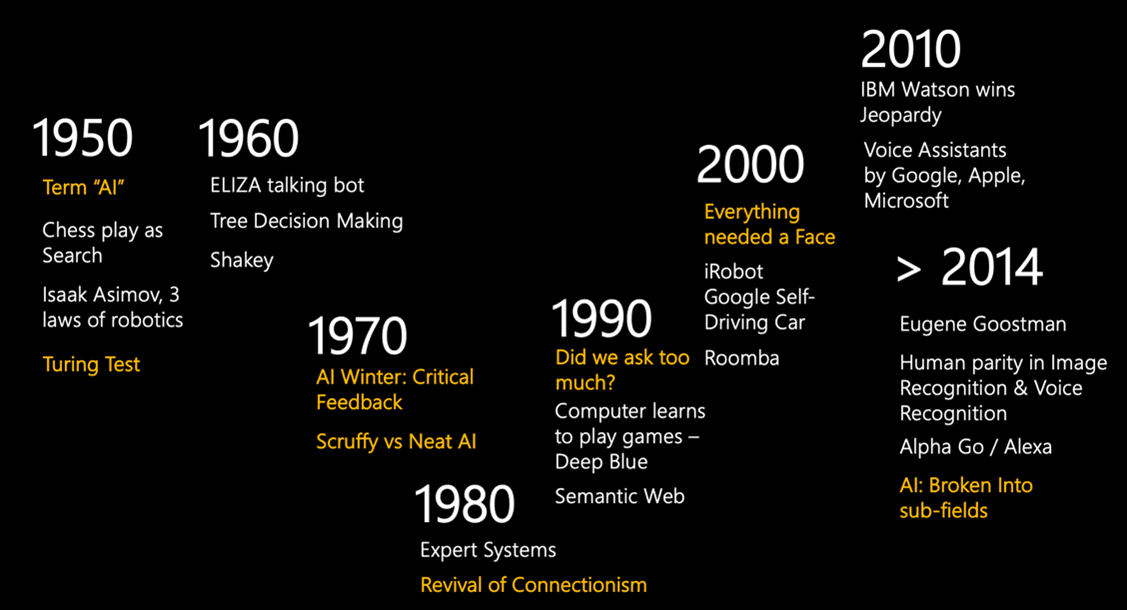 1950
Term “AI”
Chess play as
Search
Isaak Asimov, 3
laws of robotics
Turing Test
1960
ELIZA talking bot
Tree Decision Making
Shakey
1970
AI Winter: Critical
Feedback
Scruffy vs Neat AI
1980
Expert Systems
Revival of Connectionism
1990
Did we ask too
much?
Computer learns
to play games –
Deep Blue
Semantic Web
2000
Everything
needed a Face
iRobot
Google Self-
Driving Car
Roomba
2010
IBM Watson wins
Jeopardy
Voice Assistants
by Google, Apple,
Microsoft
> 2014
Eugene Goostman
Human parity in Image
Recognition & Voice
Recognition
Alpha Go / Alexa
AI: Broken Into
sub-fields